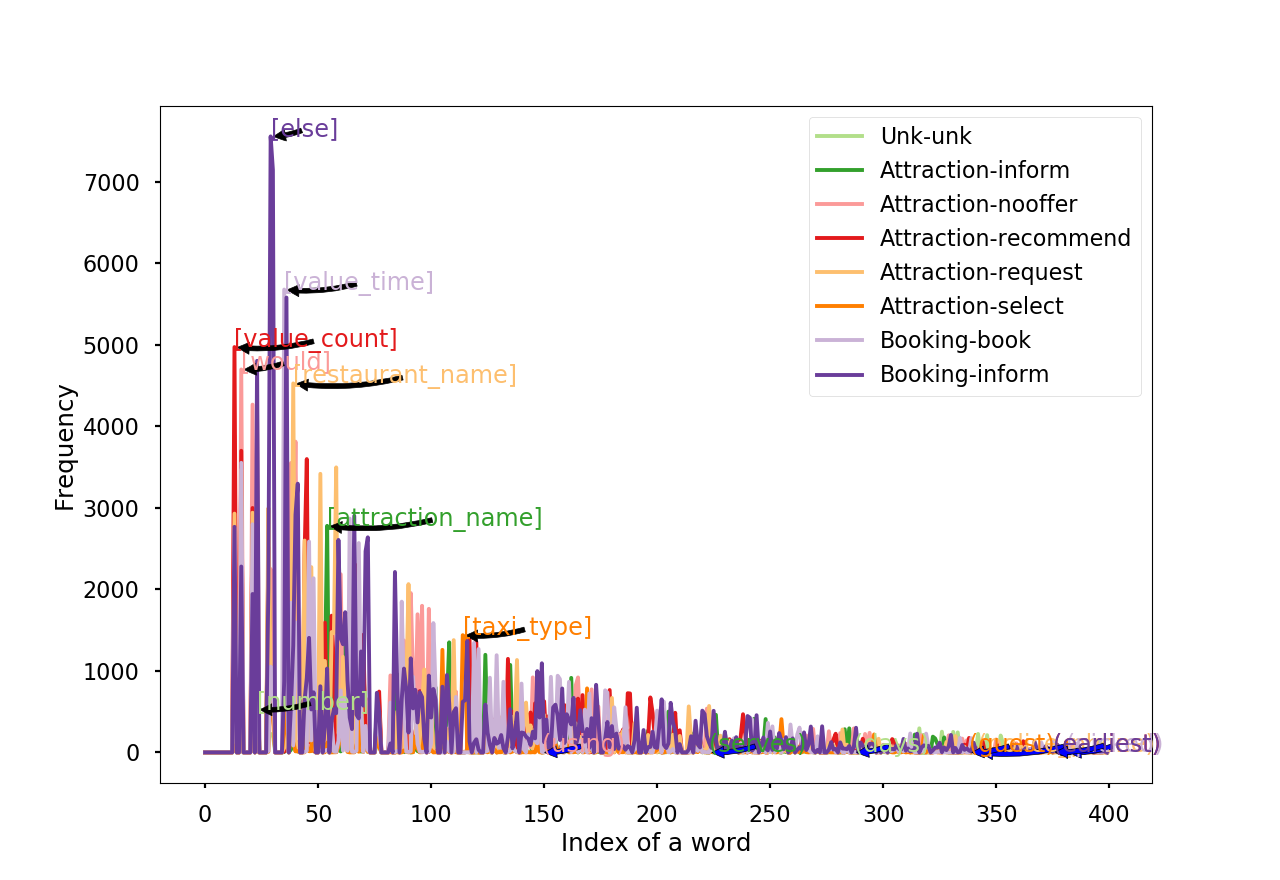 [else]
[value_time]
[value_count]
[would]
[restaurant_name]
[attraction_name]
[taxi_type]
[number]
(using)
(serves)
(days)
(guest)
(earliest)
Unk-unk
Attraction-inform
Attraction-nooffer
Attraction-recommend
Attraction-request
Attraction-select
Booking-book
Booking-inform
Frequency
7000
6000
5000
4000
3000
2000
1000
0
0 50 100 150 200 250 300 350 400
Index of a word